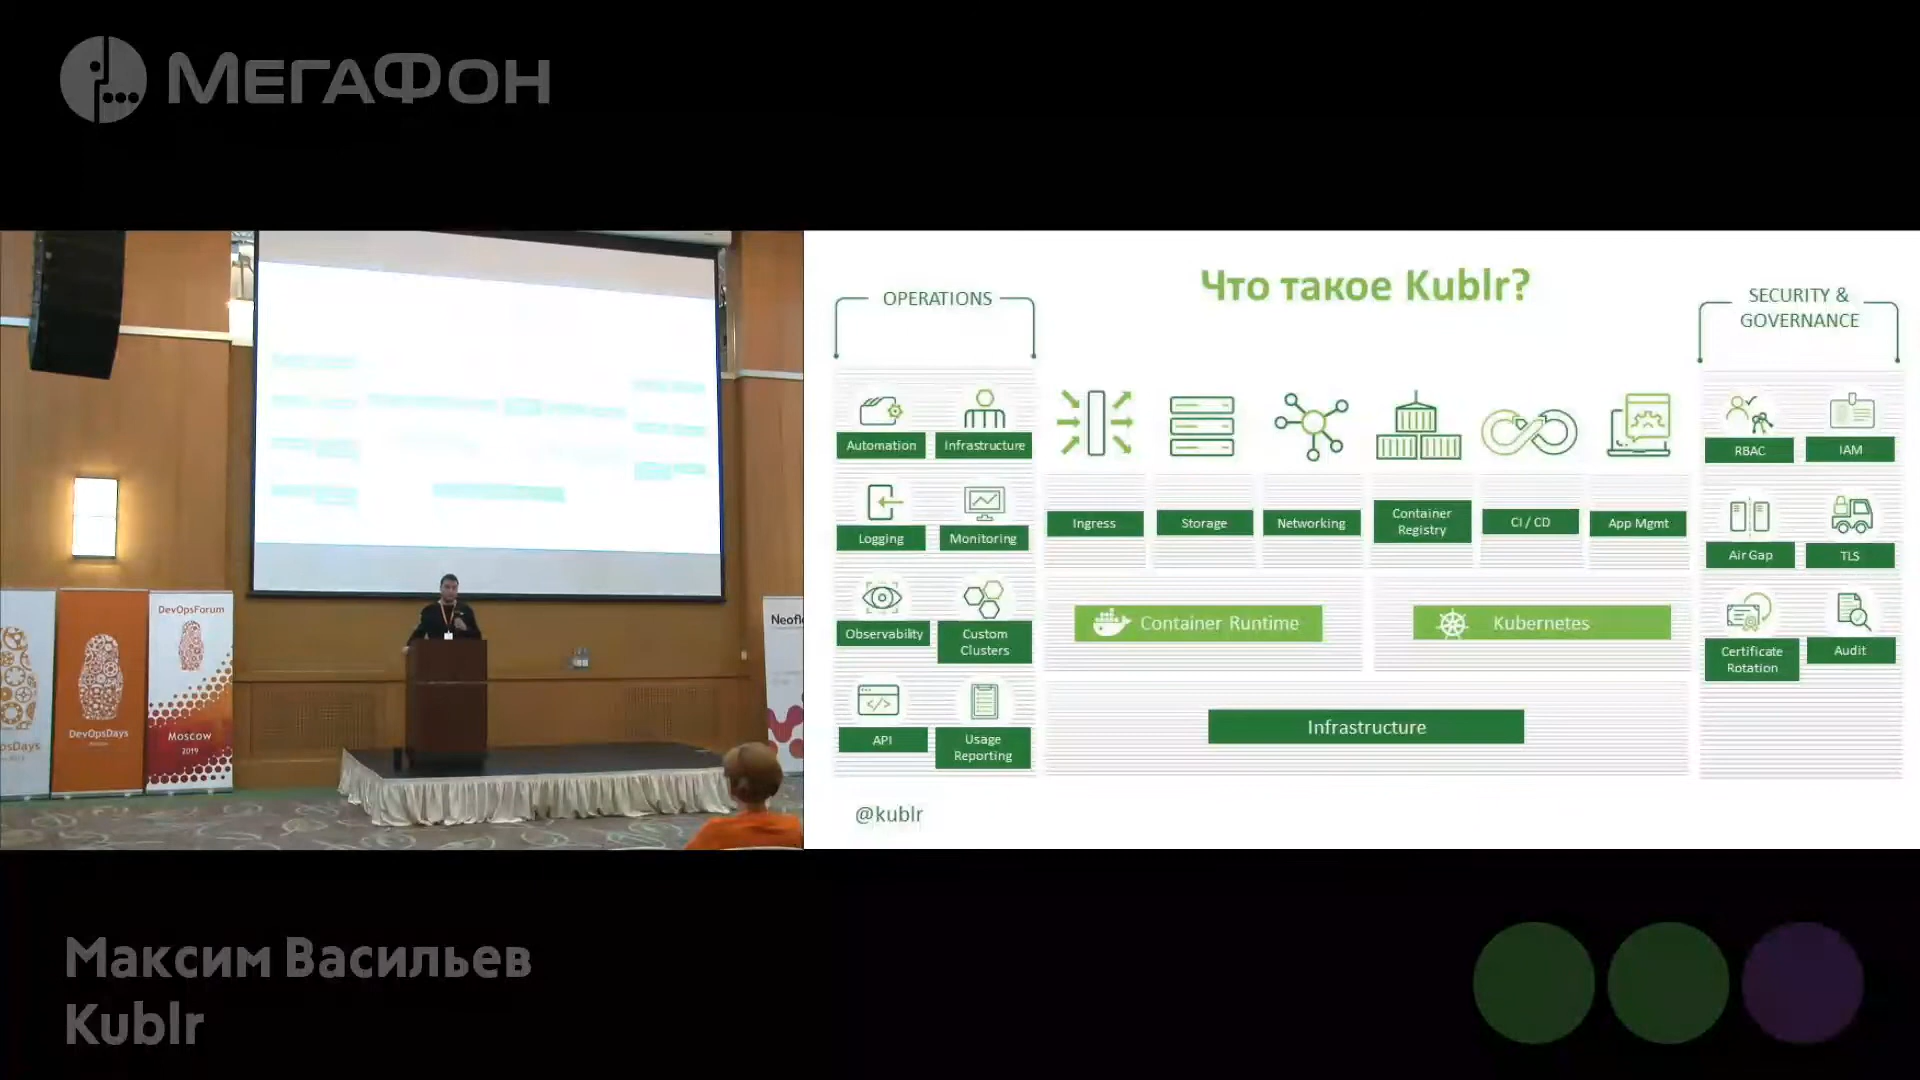 МегаФон
DevOpsDays
DevOpsForum
Moscow
2019
Что такое Kublr?
OPERATIONS
Automation
Infrastructure
Logging
Monitoring
Observability
Custom
Clusters
API
Usage
Reporting
Ingress
Storage
Networking
Container
Registry
CI / CD
App Mgmt
Container Runtime
Kubernetes
Infrastructure
SECURITY &
GOVERNANCE
RBAC
IAM
Air Gap
TLS
Certificate
Rotation
Audit
@kublr
Максим Васильев
Kublr